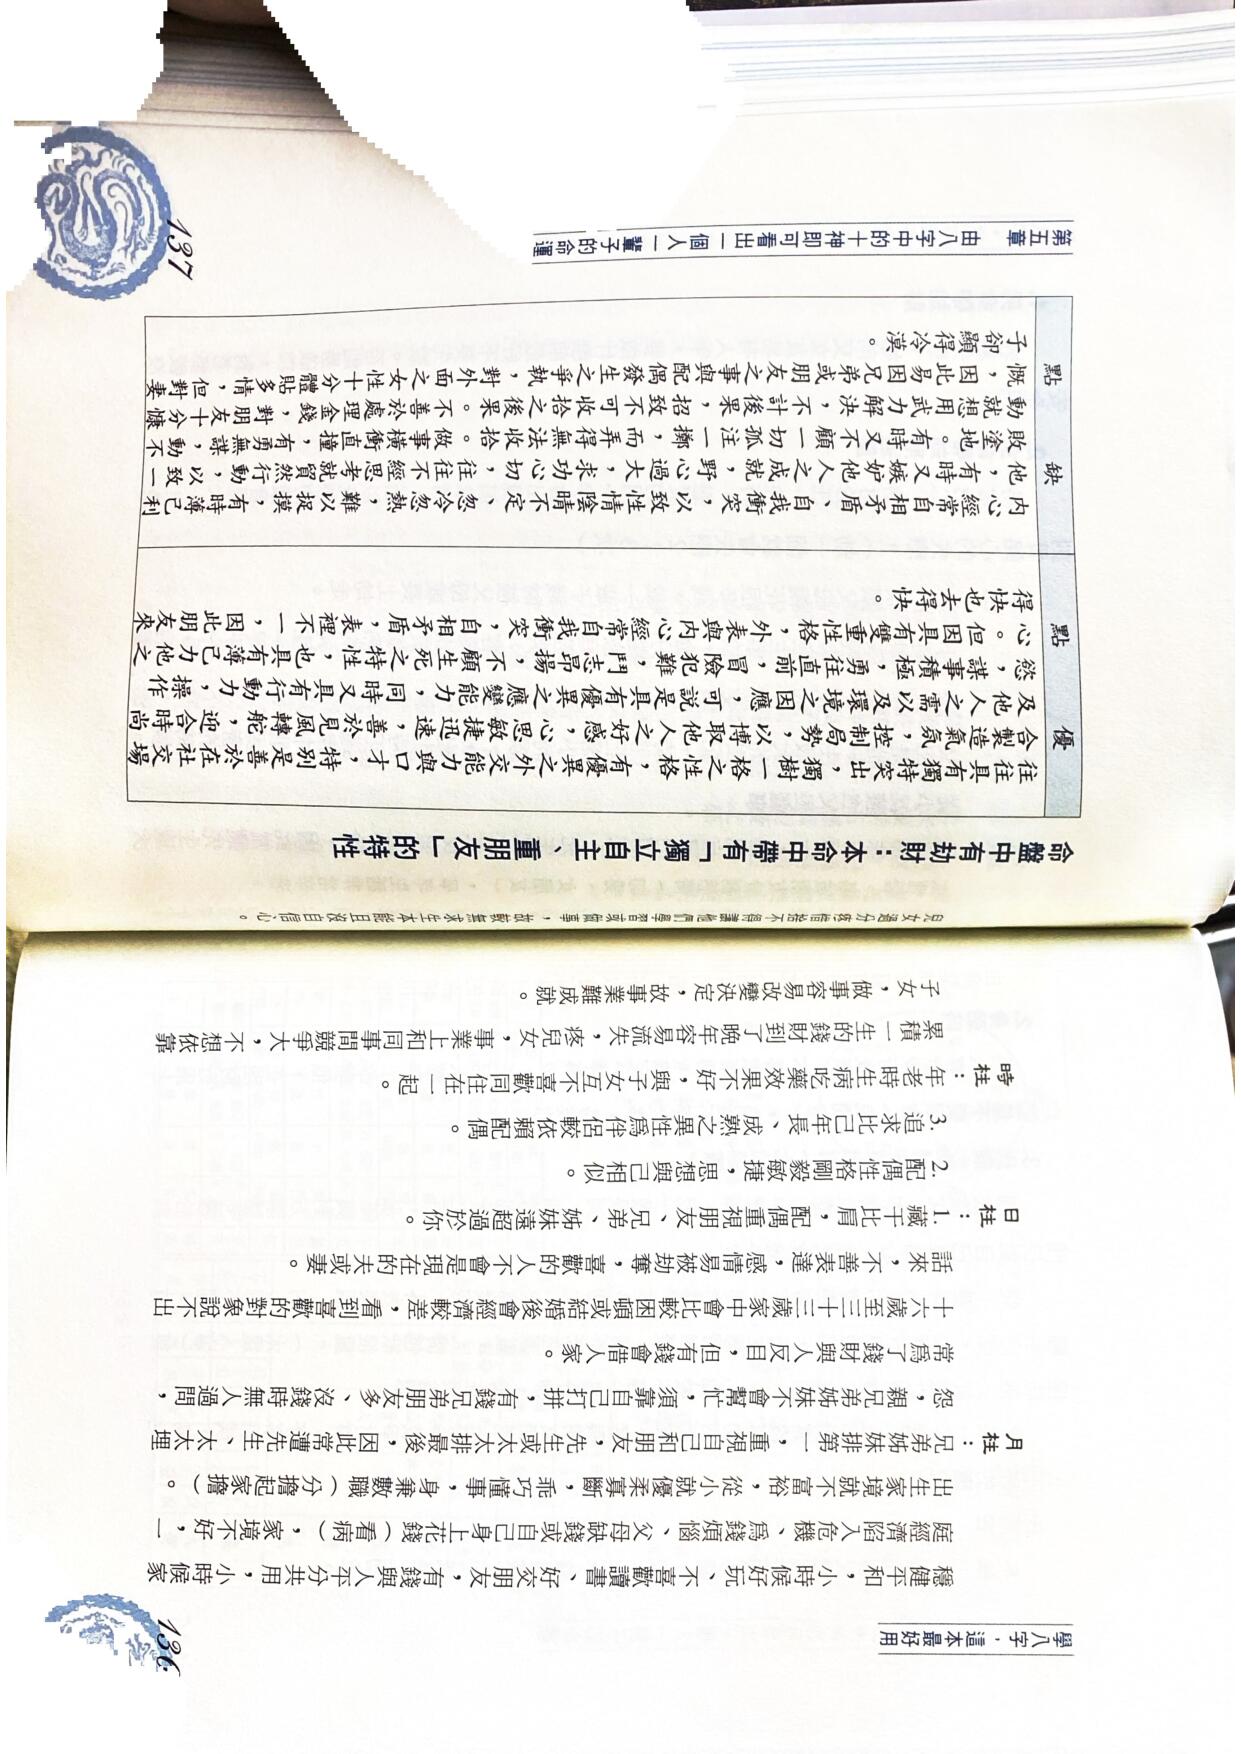 學八字，這本最好用
穩健平和，小時候好玩、不喜歡讀書、好交朋友，有錢與人平分共用，小時候家
庭經濟陷入危機、爲錢煩惱、父母缺錢或自己身上花錢（看病），家境不好，一
出生家境就不富裕，從小就優柔寡斷，乖巧懂事，身兼數職（分擔起家擔）。
月柱：兄弟姊妹排第一，重視自己和朋友，先生或太太排最後，因此常遭先生、太太埋
怨，親兄弟姊妹不會幫忙，須靠自己打拼，有錢兄弟朋友多、沒錢時無人過問，
常爲了錢財與人反目，但有錢會借人家。
十六歲至三十三歲家中會比較困頓或結婚後會經濟較差，看到喜歡的對象說不出
話來，不善表達，感情易被劫奪，喜歡的人不會是現在的夫或妻。
日柱：1.藏干比肩，配偶重視朋友、兄弟、姊妹遠超過於你。
2.配偶性格剛毅敏捷，思想與己相似。
3.追求比己年長、成熟之異性爲伴侶較依賴配偶。
時柱：年老時生病吃藥效果不好，與子女互不喜歡同住在一起。
累積一生的錢財到了晚年容易流失，疼兒女，事業上和同事間競爭大，不想依靠
子女，做事容易改變決定，故事業難成就。
136
兒女過分疼惜捨不得讓他們學習或做事，故較無求生本能且沒自信心。
命盤中有劫財：本命中帶有「獨立自主、重朋友」的特性
優點
往往具有獨特突出，獨樹一格之性格，有優異之外交能力與口才，特別是善於在社交場
合製造氣氛，控制局勢，以博取他人之好感，心思敏捷迅速，善於見風轉舵，迎合時尚
及他人之需以及環境之因應，可說是具有優異之應變能力，同時又具有行動力，操作
慾，謀事積極，勇往直前，冒險犯難，鬥志昂揚，不顧生死之特性，也具有薄己力他之
心。但因具有雙重性格，外表與內心經常自我衝突，自相矛盾，表裡不一，因此朋友來
得快也去得快。
缺點
內心經常自相矛盾、自我衝突，以致性情陰晴不定、忽冷忽熱，難以捉摸，有時薄己利
他，有時又嫉妒他人之成就，野心過大，求功心切，往往不經思考就貿然行動，以致一
敗塗地。有時又不顧一切孤注一擲，而弄得無法收拾。做事橫衝直撞，有勇無謀，動不
動就想用武力解決，不計後果，招致不可收拾之後果。不善於處理金錢，對朋友十分慷
慨，因此易因兄弟或朋友之事與配偶發生之爭執，對外面之女性十分體貼多情，但對妻
子卻顯得冷漠。
第五章　由八字中的十神即可看出一個人一輩子的命運
137